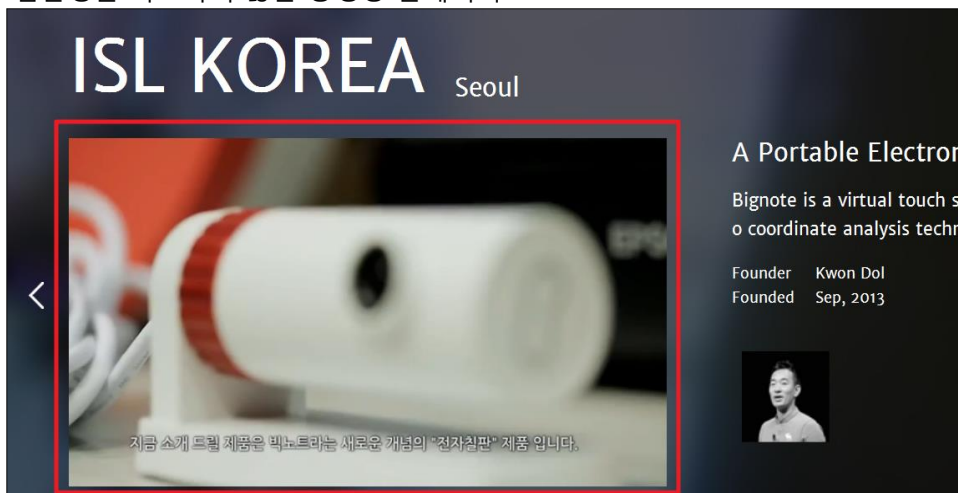 ISL KOREA Seoul
지금 소개 드릴 제품은 빅노트라는 새로운 개념의 "전자칠판" 제품 입니다.
A Portable Electron
Bignote is a virtual touch s
o coordinate analysis techn
Founder Kwon Dol
Founded Sep, 2013